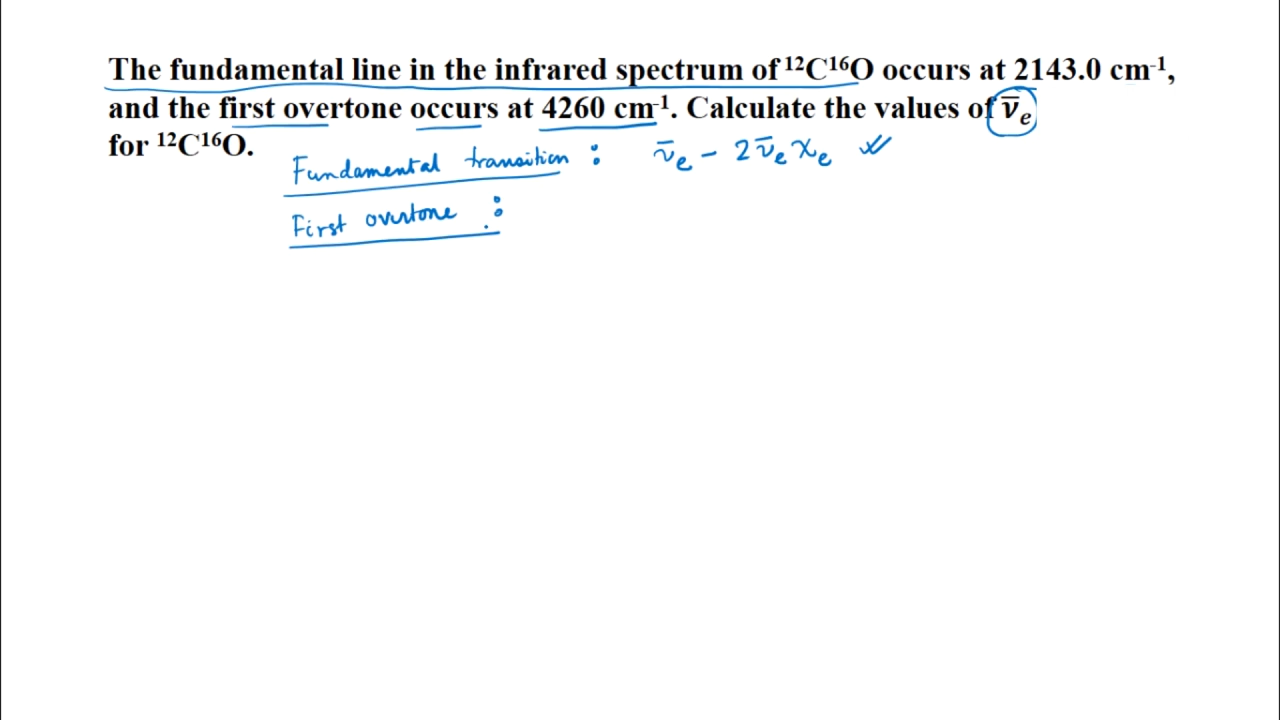 The fundamental line in the infrared spectrum of ¹²C¹⁶O occurs at 2143.0 cm⁻¹,
and the first overtone occurs at 4260 cm⁻¹. Calculate the values of ν̅ₑ
for ¹²C¹⁶O.
Fundamental transition : ν̅ₑ - 2ν̅ₑxₑ
First overtone :